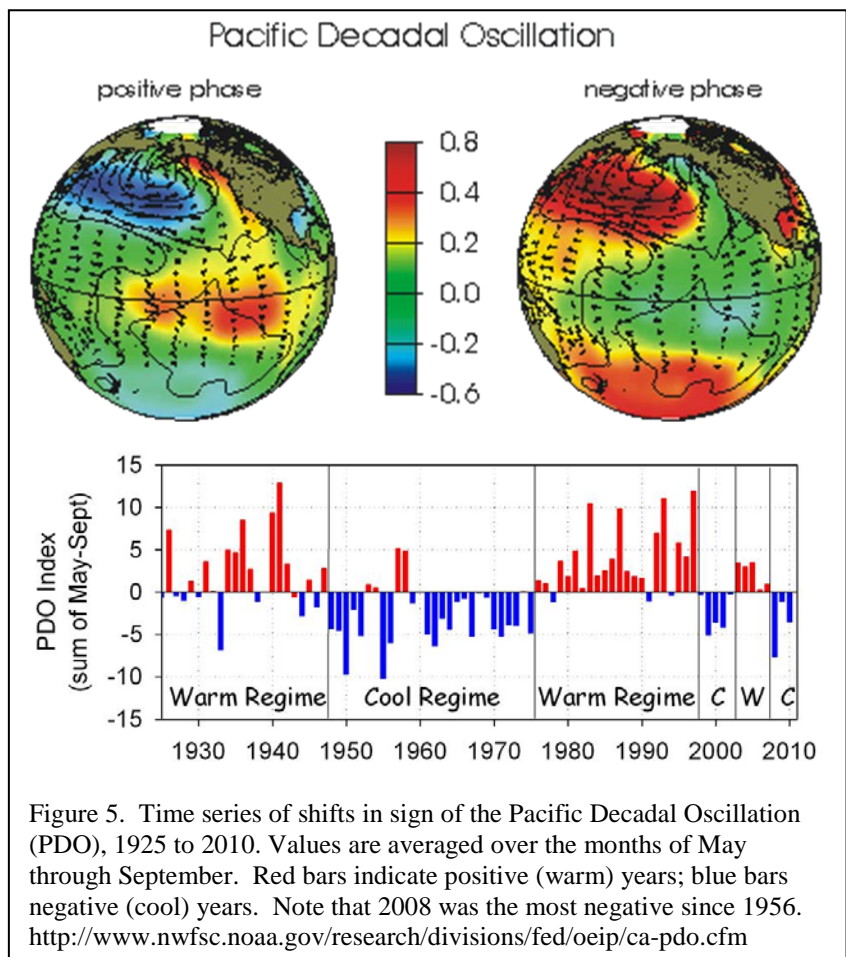 Pacific Decadal Oscillation
positive phase
negative phase
0.8
0.4
0.2
0.0
-0.2
-0.6
PDO Index
(sum of May-Sept)
15
10
5
0
-5
-10
-15
Warm Regime
Cool Regime
Warm Regime
C
W
C
1930 1940 1950 1960 1970 1980 1990 2000 2010
Figure 5. Time series of shifts in sign of the Pacific Decadal Oscillation
(PDO), 1925 to 2010. Values are averaged over the months of May
through September. Red bars indicate positive (warm) years; blue bars
negative (cool) years. Note that 2008 was the most negative since 1956.
http://www.nwfsc.noaa.gov/research/divisions/fed/oeip/ca-pdo.cfm